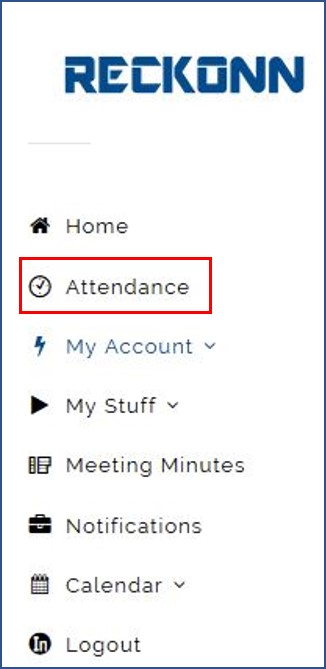 RECKONN
Home
Attendance
My Account
My Stuff
Meeting Minutes
Notifications
Calendar
Logout